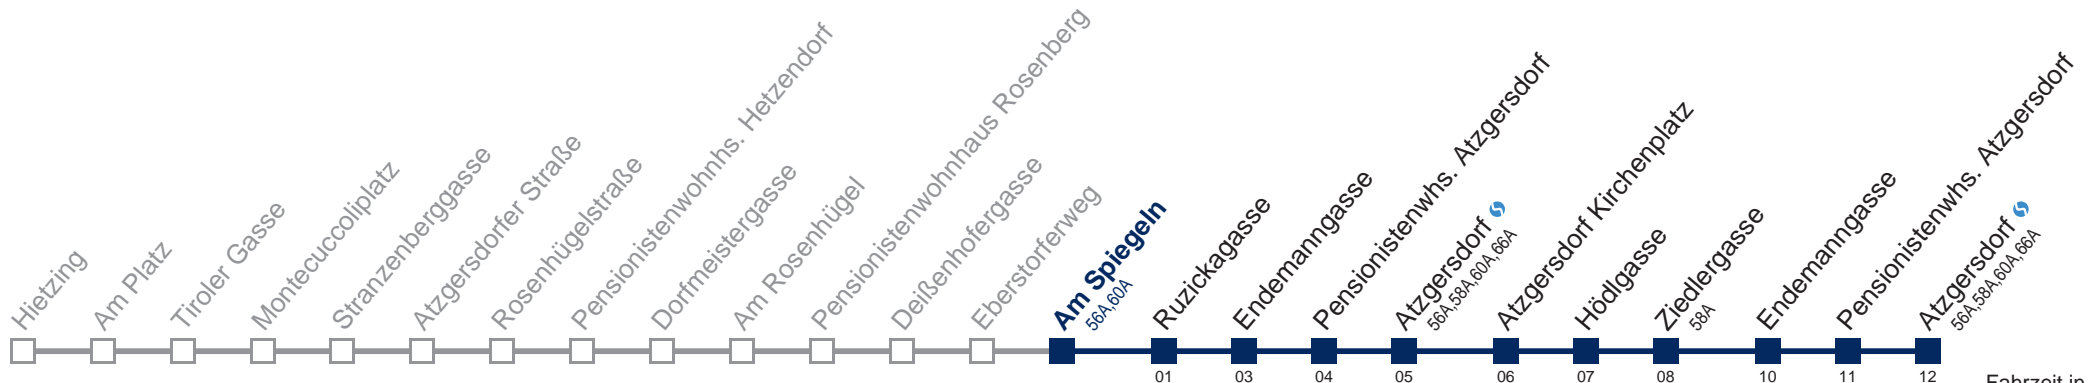 Hietzing
Am Platz
Tiroler Gasse
Montecuccoliplatz
Stranzenberggasse
Atzgersdorfer Straße
Rosenhügelstraße
Pensionistenwohnhs. Hetzendorf
Dorfmeistergasse
Am Rosenhügel
Pensionistenwohnhaus Rosenberg
Deißenhofergasse
Eberstorferweg
Am Spiegeln
56A,60A
Ruzickagasse
Endemanngasse
Pensionistenwhs. Atzgersdorf
Atzgersdorf
56A,58A,60A,66A
Atzgersdorf Kirchenplatz
Hödlgasse
Ziedlergasse
58A
Endemanngasse
Pensionistenwhs. Atzgersdorf
Atzgersdorf
56A,58A,60A,66A
01 03 04 05 06 07 08 10 11 12
Fahrzeit in